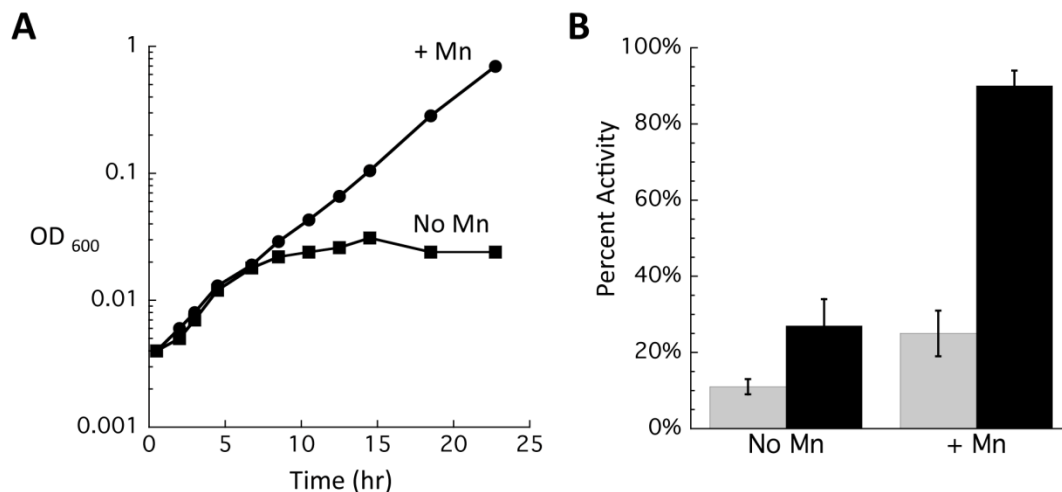 A
1
0.1
0.01
0.001
OD 600
+ Mn
No Mn
0 5 10 15 20 25
Time (hr)
B
100%
80%
60%
40%
20%
0%
Percent Activity
No Mn + Mn